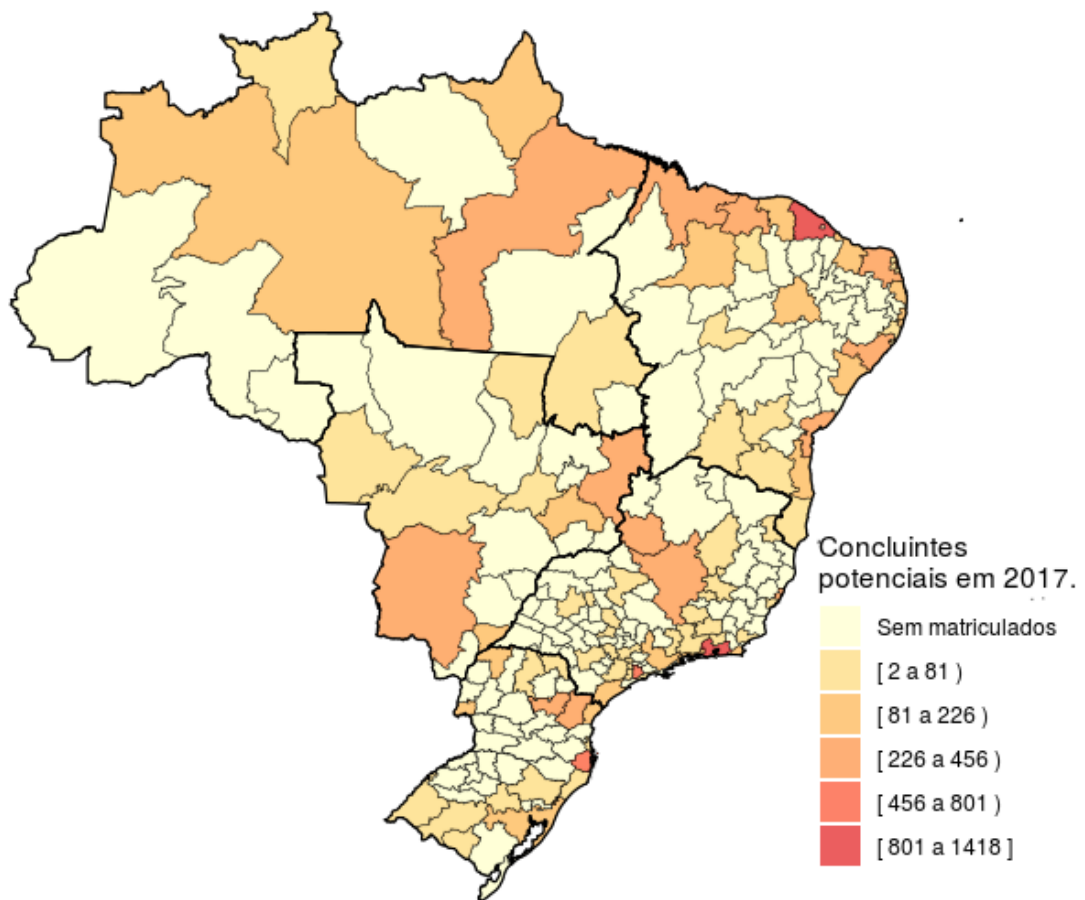 Concluintes
potenciais em 2017.
Sem matriculados
[ 2 a 81 )
[ 81 a 226 )
[ 226 a 456 )
[ 456 a 801 )
[ 801 a 1418 ]